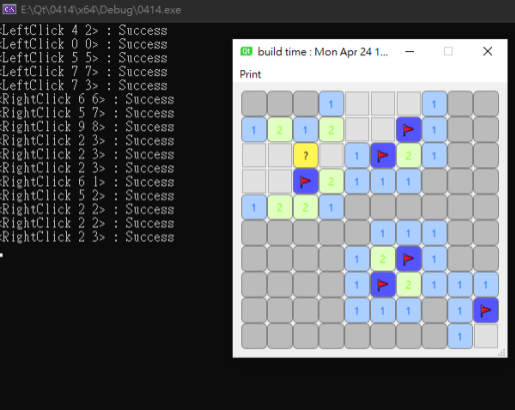 E:\Qt\0414\x64\Debug\0414.exe
<LeftClick 4 2> : Success
<LeftClick 0 0> : Success
<LeftClick 5 5> : Success
<LeftClick 7 7> : Success
<LeftClick 7 3> : Success
<RightClick 6 6> : Success
<RightClick 5 7> : Success
<RightClick 9 8> : Success
<RightClick 2 3> : Success
<RightClick 2 3> : Success
<RightClick 2 3> : Success
<RightClick 6 1> : Success
<RightClick 5 2> : Success
<RightClick 2 2> : Success
<RightClick 2 2> : Success
<RightClick 2 3> : Success
Qt build time : Mon Apr 24 1...
Print
1 1
1 2 1 2 1
? 1 2 1
2 1 1 1
1 2 2 1
1 1 1
1 2 1
1 2 1 1 1
1 1 1 1
1